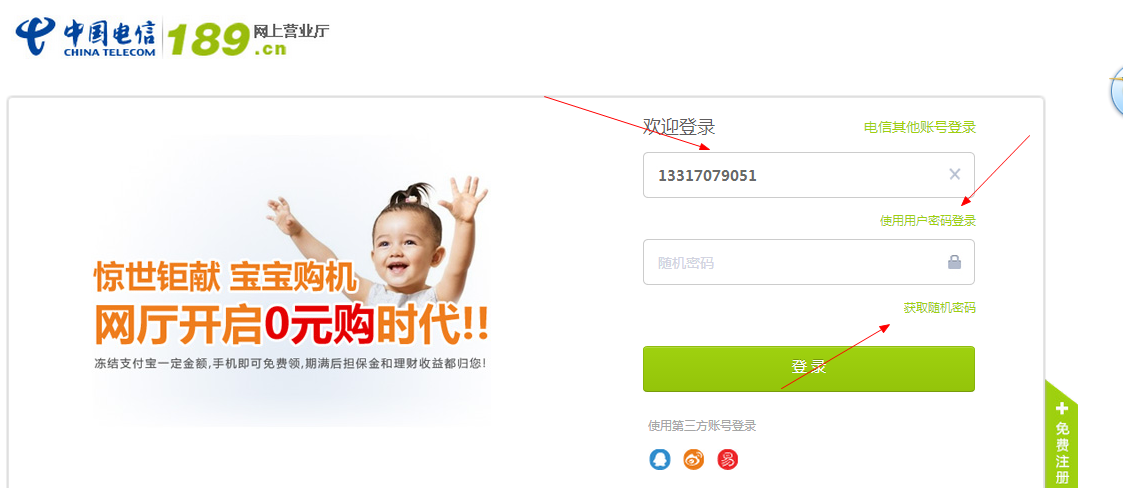 中国电信
CHINA TELECOM
189
.cn
网上营业厅
欢迎登录
电信其他账号登录
13317079051
使用用户密码登录
随机密码
获取随机密码
登录
惊世钜献 宝宝购机
网厅开启0元购时代!!
冻结支付宝一定金额,手机即可免费领,期满后担保金和理财收益都归您!
使用第三方账号登录
易
免费注册